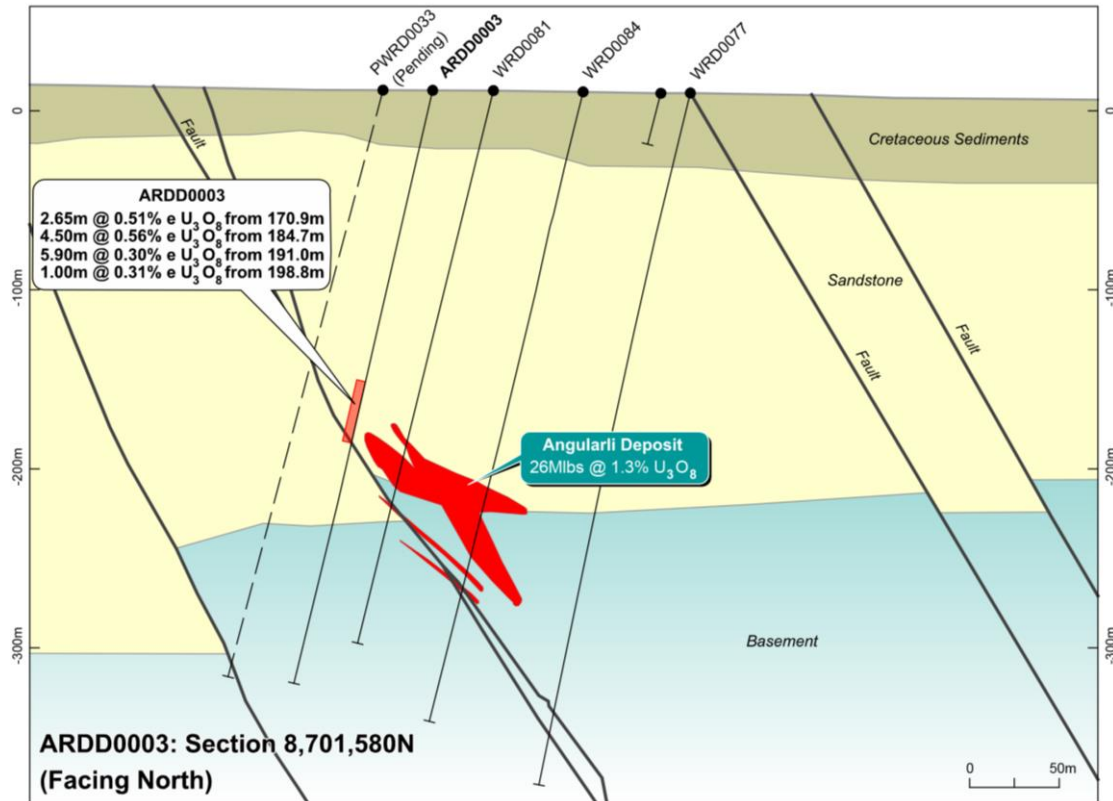 PWRD0033
(Pending)
ARDD0003
WRD0081
WRD0084
WRD0077
0
0
Fault
Cretaceous Sediments
ARDD0003
2.65m @ 0.51% e U3O8 from 170.9m
4.50m @ 0.56% e U3O8 from 184.7m
5.90m @ 0.30% e U3O8 from 191.0m
1.00m @ 0.31% e U3O8 from 198.8m
-100m
-100m
Sandstone
Fault
Fault
Angularli Deposit
26Mlbs @ 1.3% U3O8
-200m
-200m
Basement
-300m
-300m
ARDD0003: Section 8,701,580N
(Facing North)
0 50m